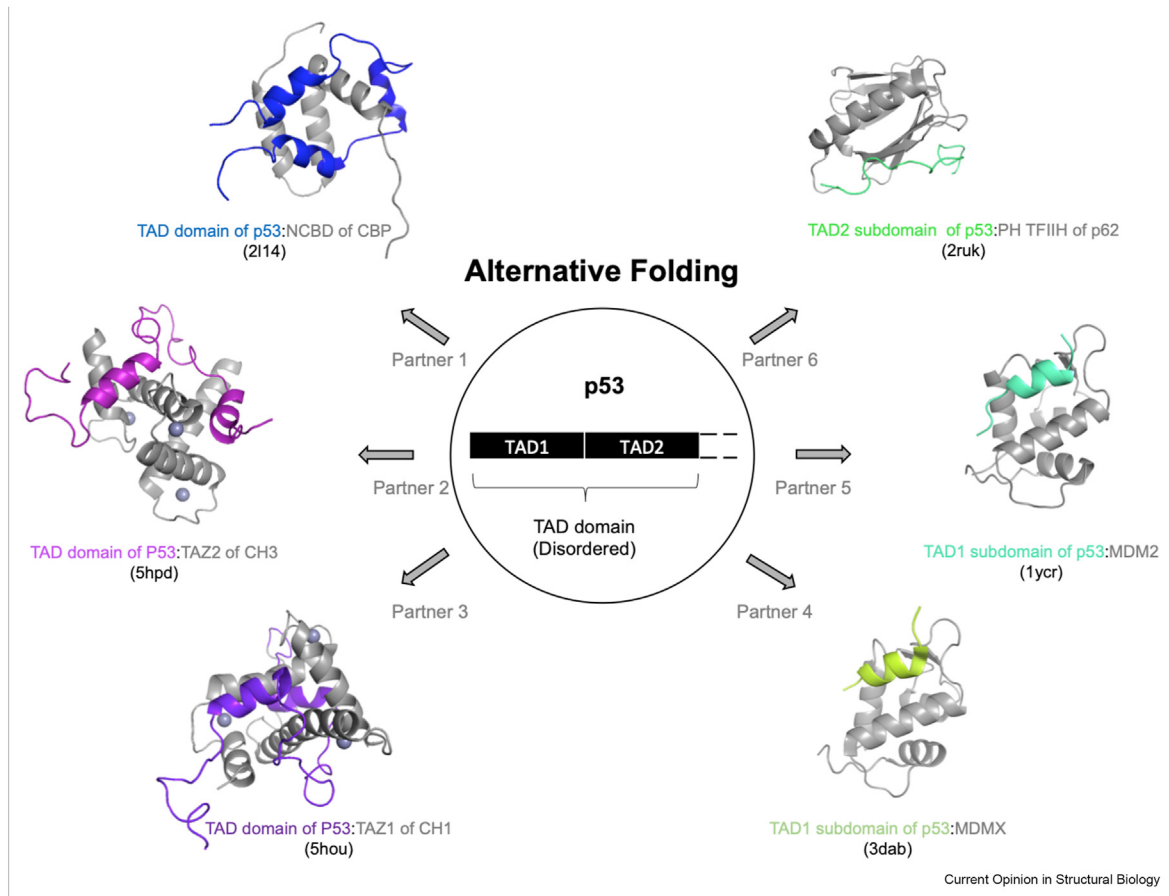 TAD domain of p53:NCBD of CBP
(2l14)
TAD2 subdomain of p53:PH TFIIH of p62
(2ruk)
Alternative Folding
Partner 1
Partner 6
p53
TAD1
TAD2
Partner 2
Partner 5
TAD domain
(Disordered)
TAD domain of P53:TAZ2 of CH3
(5hpd)
TAD1 subdomain of p53:MDM2
(1ycr)
Partner 3
Partner 4
TAD domain of P53:TAZ1 of CH1
(5hou)
TAD1 subdomain of p53:MDMX
(3dab)
Current Opinion in Structural Biology